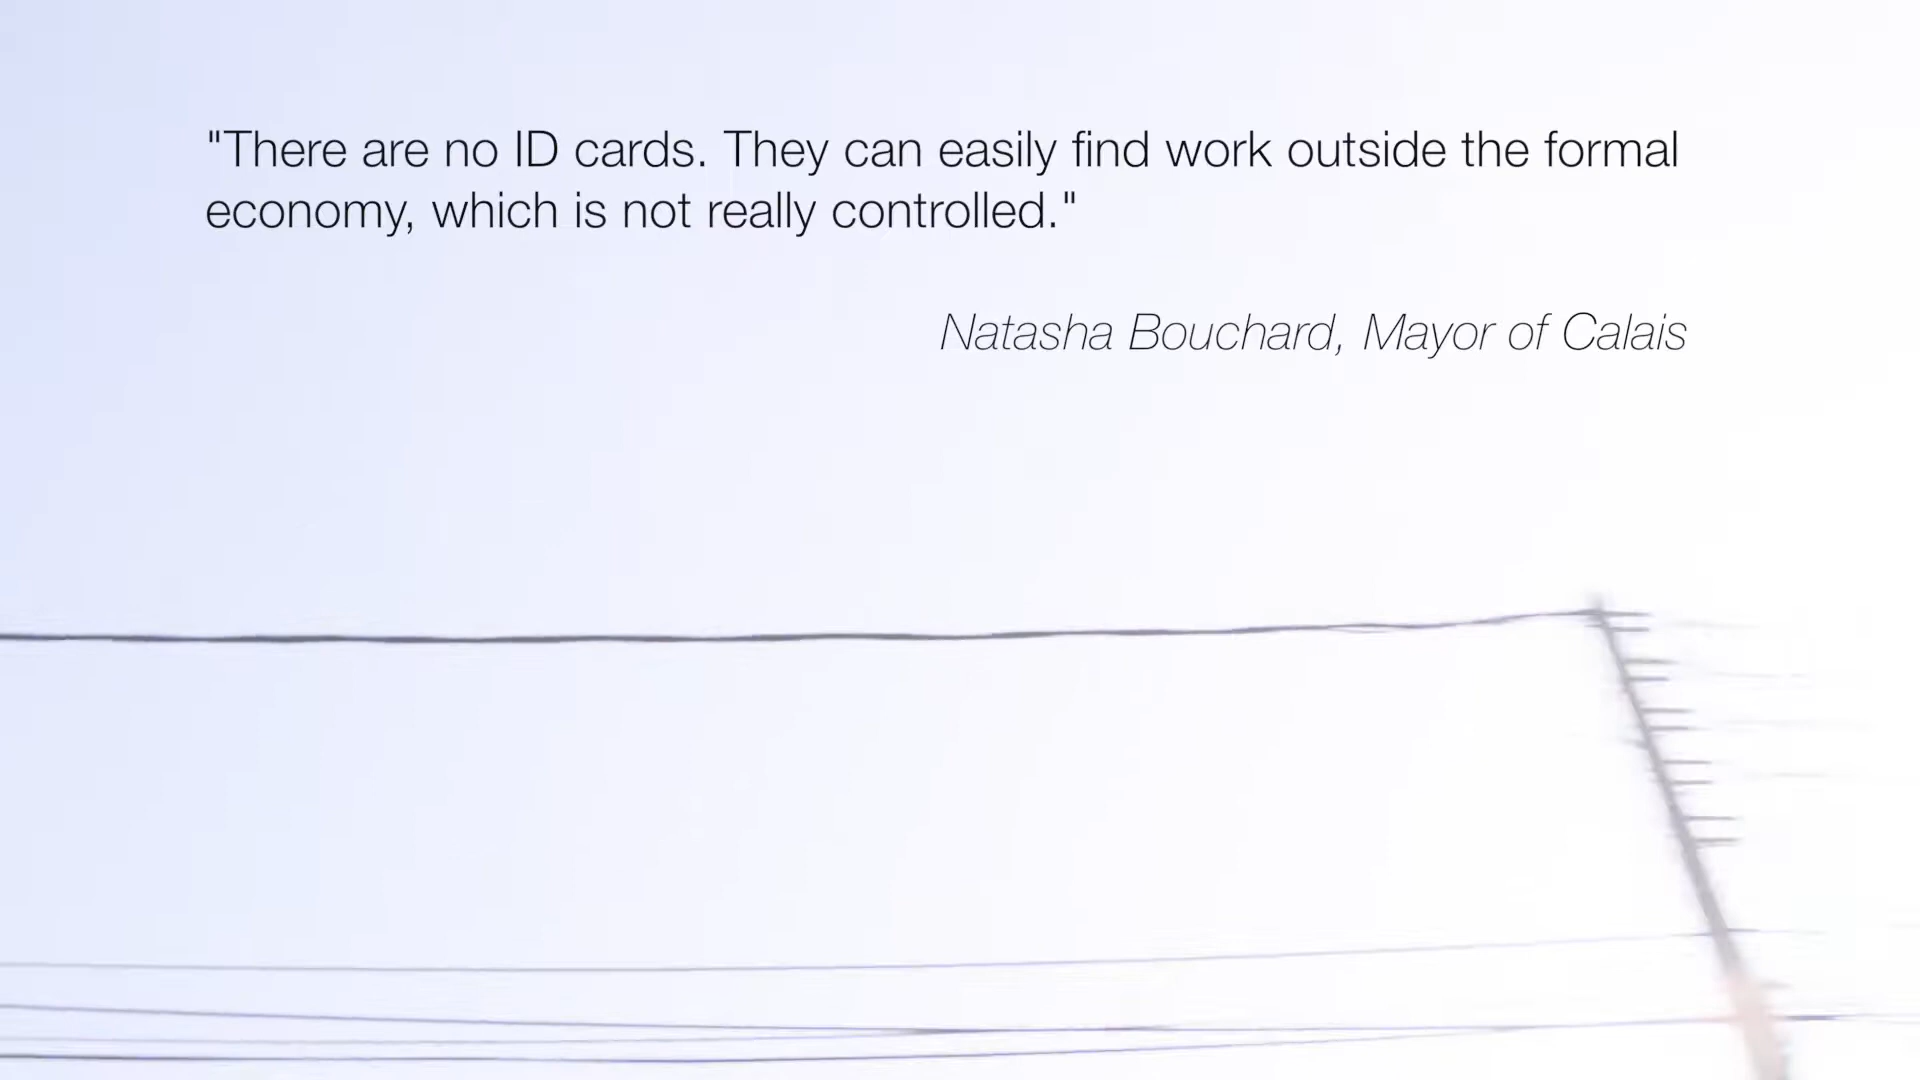 "There are no ID cards. They can easily find work outside the formal
economy, which is not really controlled."
Natasha Bouchard, Mayor of Calais